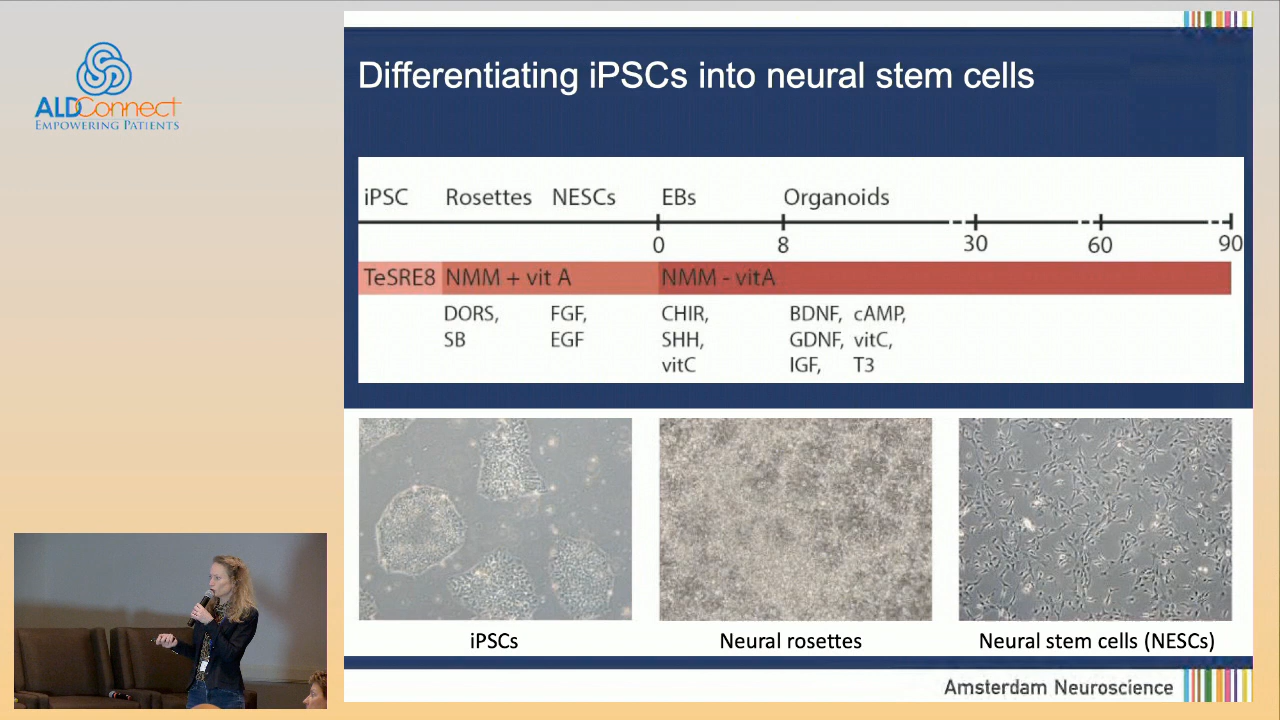 ALDConnect
EMPOWERING PATIENTS
Differentiating iPSCs into neural stem cells
iPSC Rosettes NESCs EBs Organoids
0 8 30 60 90
TeSRE8 NMM + vit A NMM - vitA
DORS, FGF, CHIR, BDNF, cAMP,
SB EGF SHH, GDNF, vitC,
vitC IGF, T3
iPSCs Neural rosettes Neural stem cells (NESCs)
Amsterdam Neuroscience